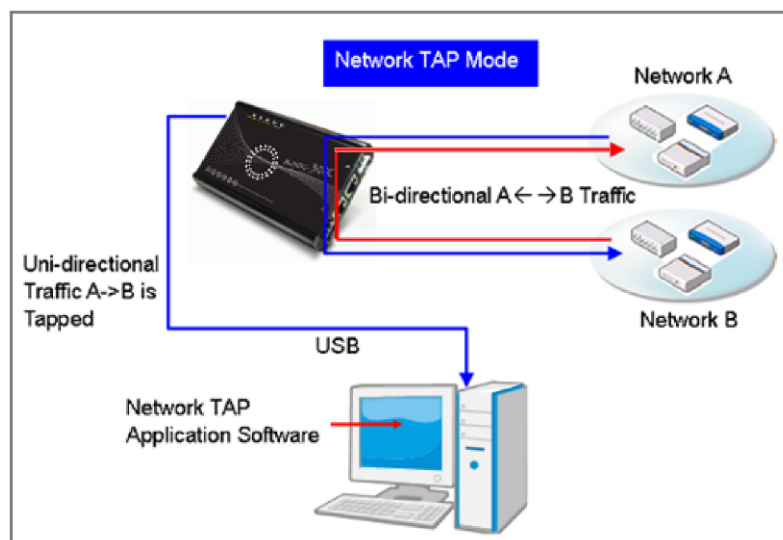 Network TAP Mode
Network A
Bi-directional A← →B Traffic
Uni-directional
Traffic A->B is
Tapped
Network B
USB
Network TAP
Application Software